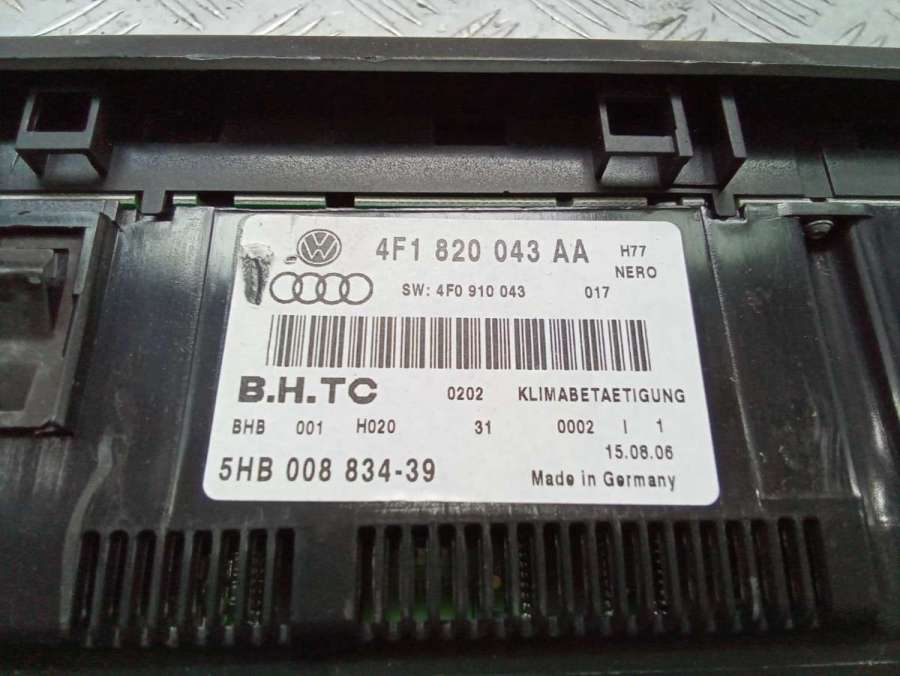 4F1 820 043 AA H77
NERO
SW: 4F0 910 043 017
B.H.TC 0202 KLIMABETAETIGUNG
BHB 001 H020 31 0002 I 1
15.08.06
5HB 008 834-39 Made in Germany